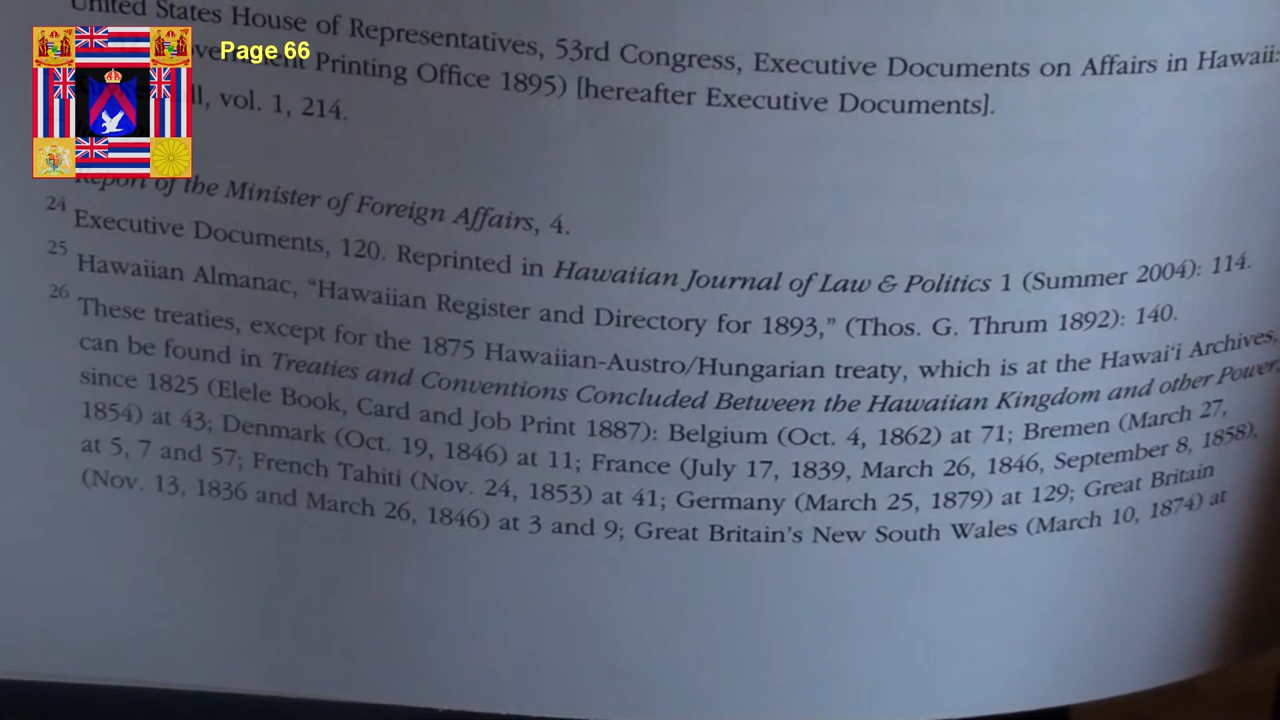 Page 66
United States House of Representatives, 53rd Congress, Executive Documents on Affairs in Hawaii:
Printing Office 1895) [hereafter Executive Documents].
vol. 1, 214.
Report of the Minister of Foreign Affairs, 4.
24 Executive Documents, 120. Reprinted in Hawaiian Journal of Law & Politics 1 (Summer 2004): 114.
25 Hawaiian Almanac, “Hawaiian Register and Directory for 1893,” (Thos. G. Thrum 1892): 140.
26 These treaties, except for the 1875 Hawaiian-Austro/Hungarian treaty, which is at the Hawai‘i Archives,
can be found in Treaties and Conventions Concluded Between the Hawaiian Kingdom and other Power,
since 1825 (Elele Book, Card and Job Print 1887): Belgium (Oct. 4, 1862) at 71; Bremen (March 27,
1854) at 43; Denmark (Oct. 19, 1846) at 11; France (July 17, 1839, March 26, 1846, September 8, 1858),
at 5, 7 and 57; French Tahiti (Nov. 24, 1853) at 41; Germany (March 25, 1879) at 129; Great Britain
(Nov. 13, 1836 and March 26, 1846) at 3 and 9; Great Britain’s New South Wales (March 10, 1874) at